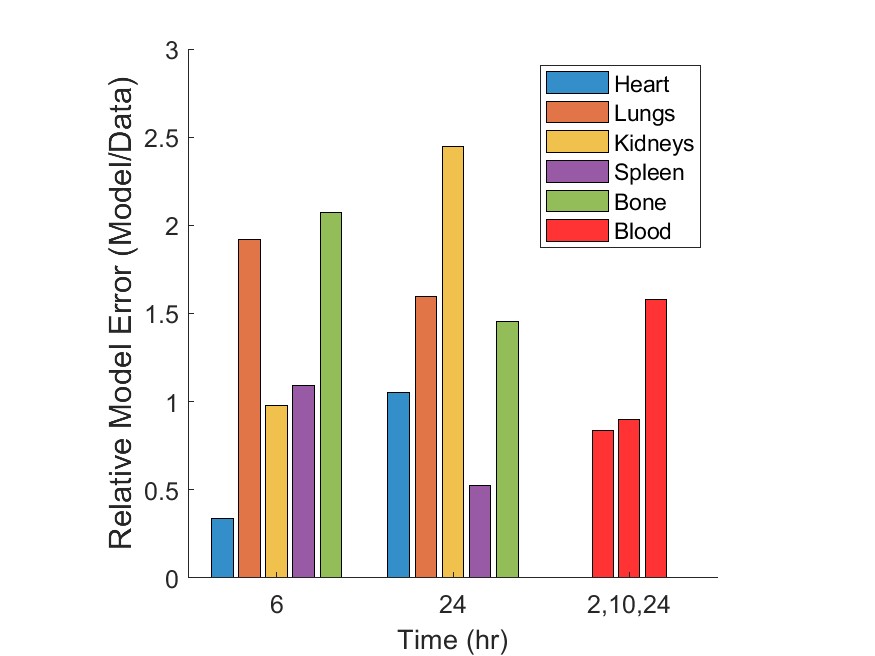 Relative Model Error (Model/Data)
3
2.5
2
1.5
1
0.5
0
Heart
Lungs
Kidneys
Spleen
Bone
Blood
6
24
2,10,24
Time (hr)